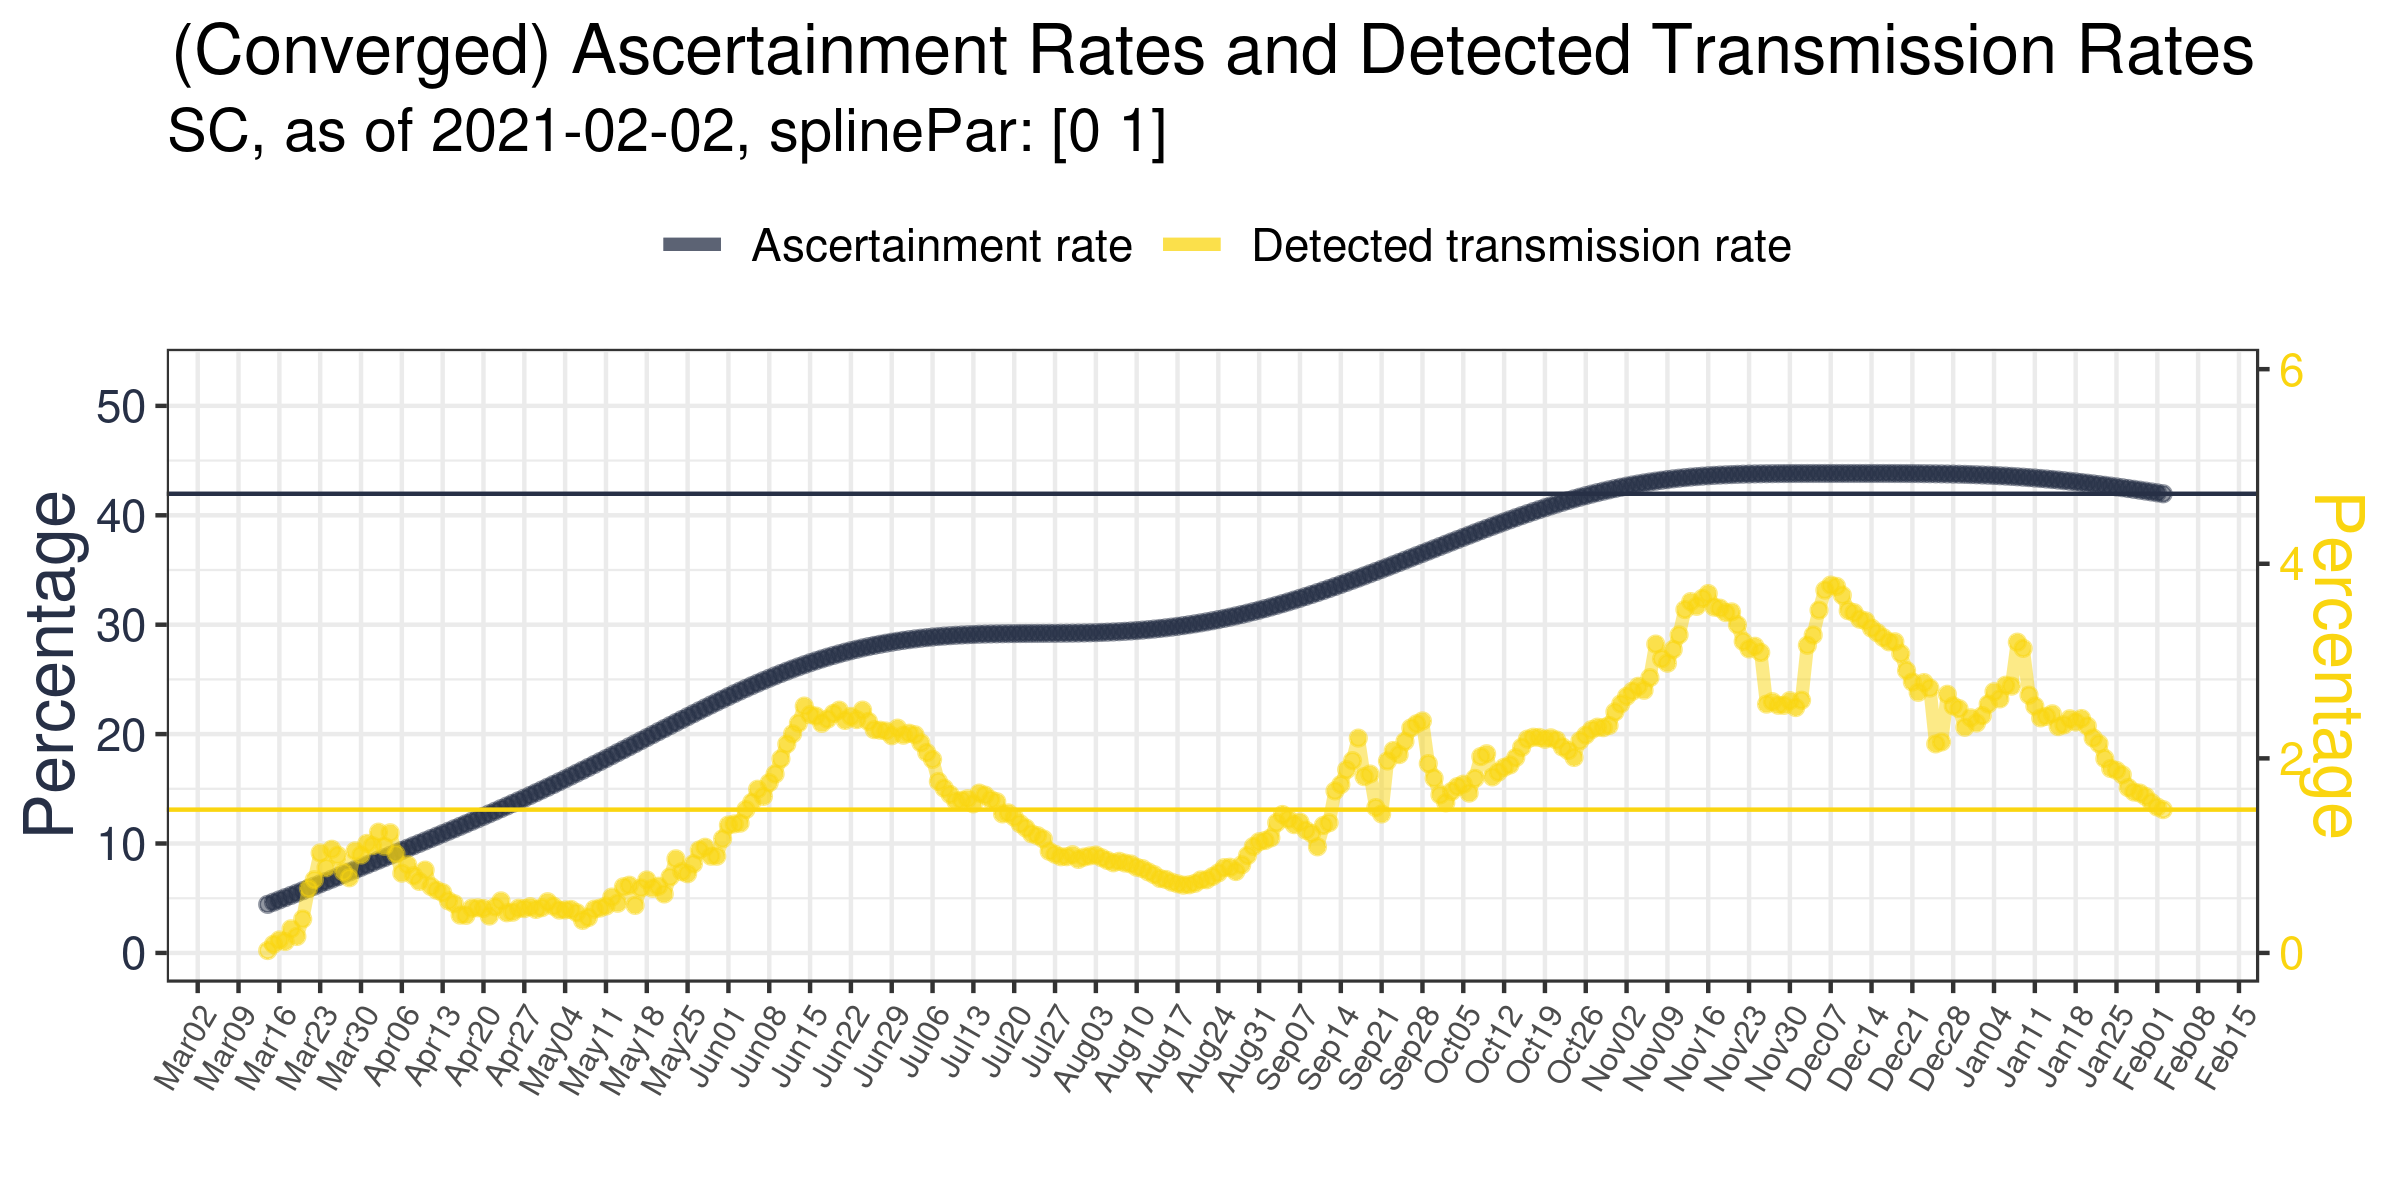 (Converged) Ascertainment Rates and Detected Transmission Rates
SC, as of 2021-02-02, splinePar: [0 1]
Ascertainment rate
Detected transmission rate
Percentage
50
40
30
20
10
0
6
4
2
0
Percentage
Mar02
Mar09
Mar16
Mar23
Mar30
Apr06
Apr13
Apr20
Apr27
May04
May11
May18
May25
Jun01
Jun08
Jun15
Jun22
Jun29
Jul06
Jul13
Jul20
Jul27
Aug03
Aug10
Aug17
Aug24
Aug31
Sep07
Sep14
Sep21
Sep28
Oct05
Oct12
Oct19
Oct26
Nov02
Nov09
Nov16
Nov23
Nov30
Dec07
Dec14
Dec21
Dec28
Jan04
Jan11
Jan18
Jan25
Feb01
Feb08
Feb15